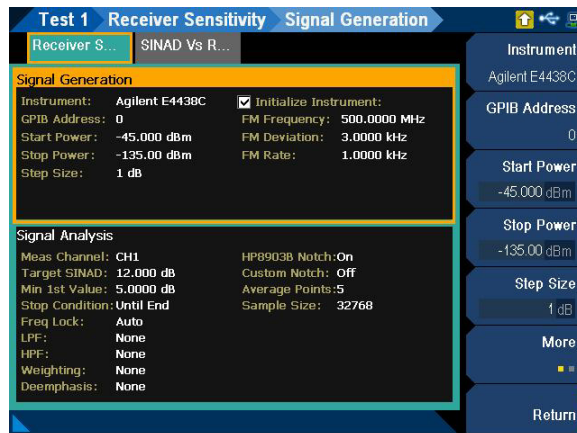 Test 1 Receiver Sensitivity Signal Generation
Receiver S... SINAD Vs R...
Signal Generation
Instrument: Agilent E4438C Initialize Instrument:
GPIB Address: 0 FM Frequency: 500.0000 MHz
Start Power: -45.000 dBm FM Deviation: 3.0000 kHz
Stop Power: -135.00 dBm FM Rate: 1.0000 kHz
Step Size: 1 dB
Signal Analysis
Meas Channel: CH1 HP8903B Notch:On
Target SINAD: 12.000 dB Custom Notch: Off
Min 1st Value: 5.0000 dB Average Points:5
Stop Condition:Until End Sample Size: 32768
Freq Lock: Auto
LPF: None
HPF: None
Weighting: None
Deemphasis: None
Instrument
Agilent E4438C
GPIB Address
0
Start Power
-45.000 dBm
Stop Power
-135.00 dBm
Step Size
1 dB
More
Return